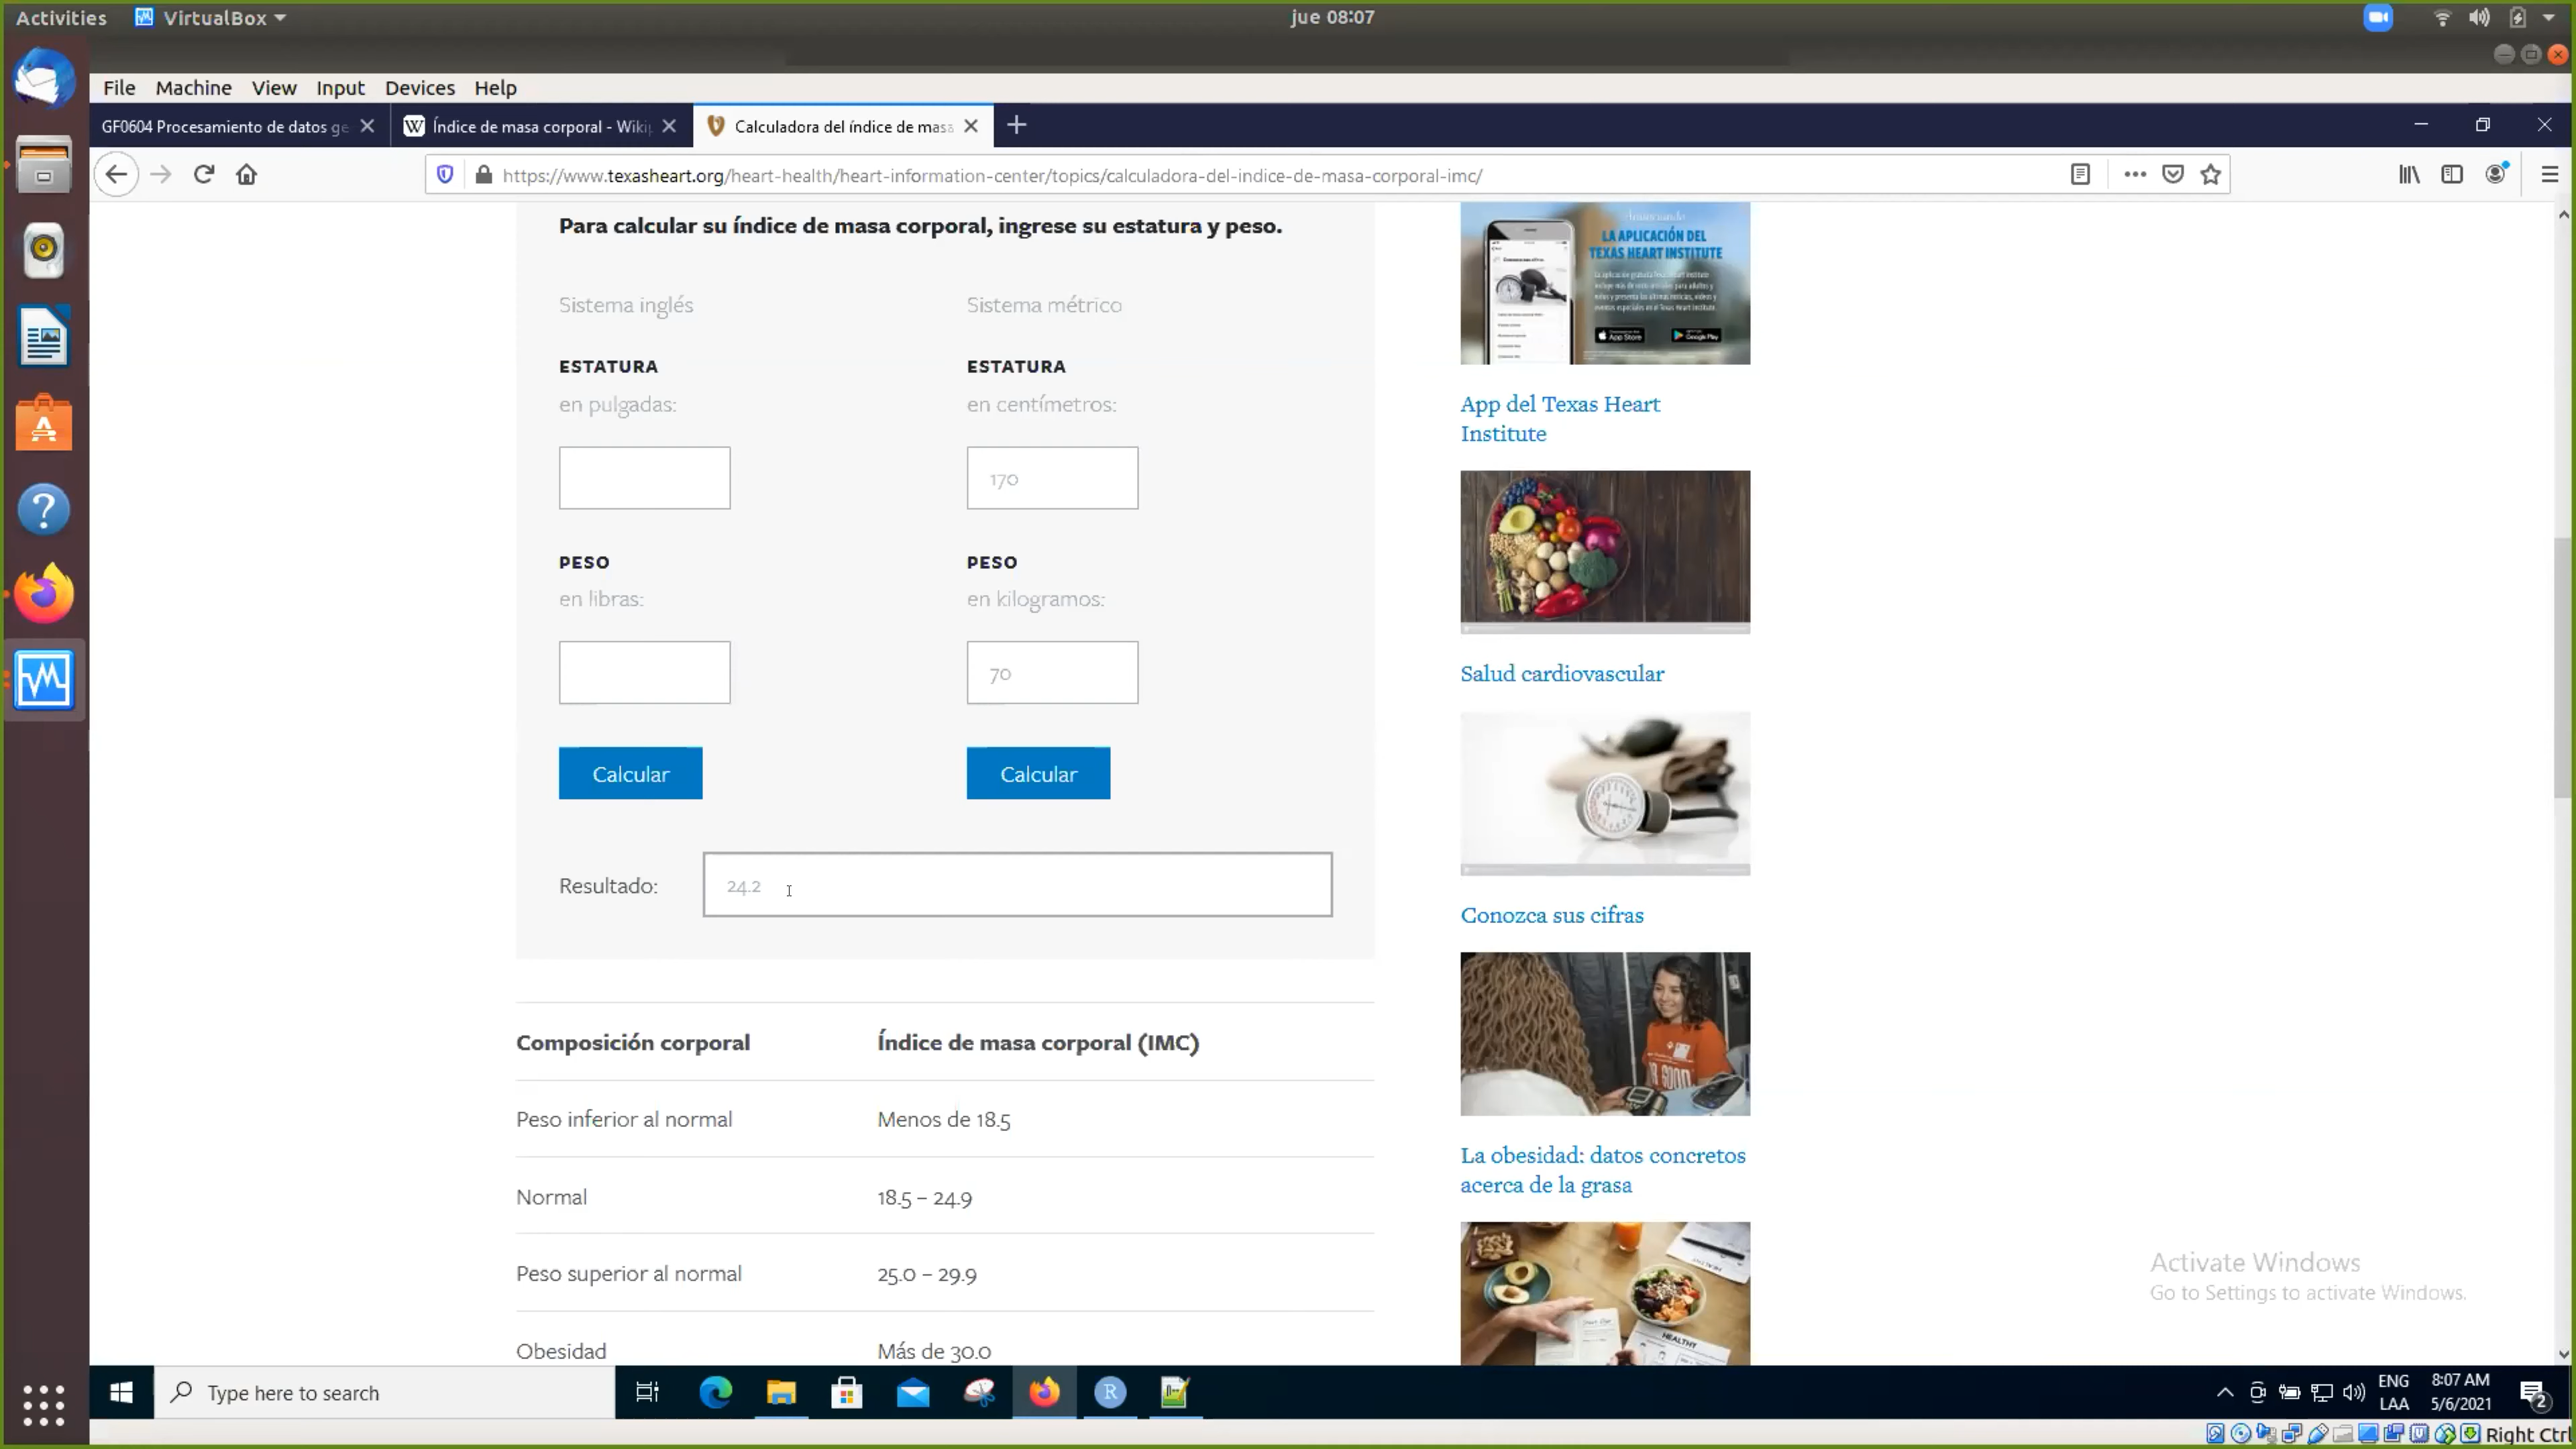 Activities VirtualBox jue 08:07
File Machine View Input Devices Help
GF0604 Procesamiento de datos ge
Índice de masa corporal - Wiki
Calculadora del índice de masa
https://www.texasheart.org/heart-health/heart-information-center/topics/calculadora-del-indice-de-masa-corporal-imc/
Para calcular su índice de masa corporal, ingrese su estatura y peso.
Sistema inglés
Sistema métrico
ESTATURA
en pulgadas:
ESTATURA
en centímetros:
170
PESO
en libras:
PESO
en kilogramos:
70
Calcular
Calcular
Resultado: 24.2
Composición corporal Índice de masa corporal (IMC)
Peso inferior al normal Menos de 18.5
Normal 18.5 – 24.9
Peso superior al normal 25.0 – 29.9
Obesidad Más de 30.0
LA APLICACIÓN DEL
TEXAS HEART INSTITUTE
App Store
Google Play
App del Texas Heart
Institute
Salud cardiovascular
Conozca sus cifras
La obesidad: datos concretos
acerca de la grasa
HEALTHY
Activate Windows
Go to Settings to activate Windows.
Type here to search
ENG
LAA
8:07 AM
5/6/2021
2
Right Ctrl